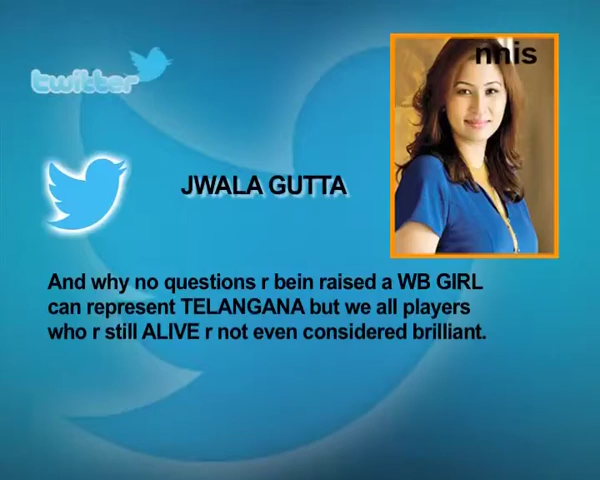 nnis
twitter
JWALA GUTTA
And why no questions r bein raised a WB GIRL
can represent TELANGANA but we all players
who r still ALIVE r not even considered brilliant.